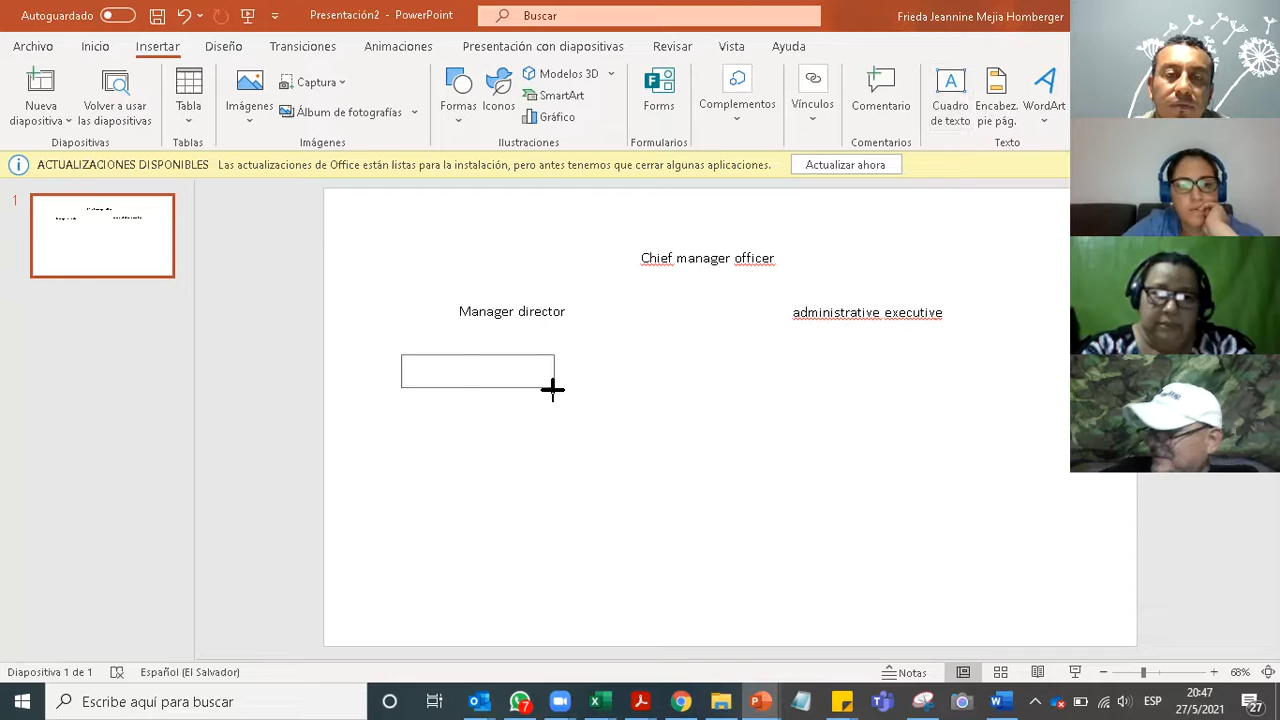 Autoguardado
Presentación2 - PowerPoint
Buscar
Frieda Jeannine Mejia Homberger
Archivo
Inicio
Insertar
Diseño
Transiciones
Animaciones
Presentación con diapositivas
Revisar
Vista
Ayuda
Nueva diapositiva
Volver a usar las diapositivas
Diapositivas
Tabla
Tablas
Imágenes
Captura
Álbum de fotografías
Imágenes
Formas
Iconos
Modelos 3D
SmartArt
Gráfico
Ilustraciones
Forms
Formularios
Complementos
Vínculos
Comentario
Comentarios
Cuadro de texto
Encabez. pie pág.
WordArt
Texto
ACTUALIZACIONES DISPONIBLES Las actualizaciones de Office están listas para la instalación, pero antes tenemos que cerrar algunas aplicaciones.
Actualizar ahora
1
Chief manager officer
Manager director
administrative executive
Diapositiva 1 de 1
Español (El Salvador)
Notas
68%
Escribe aquí para buscar
7
ESP
20:47
27/5/2021
27